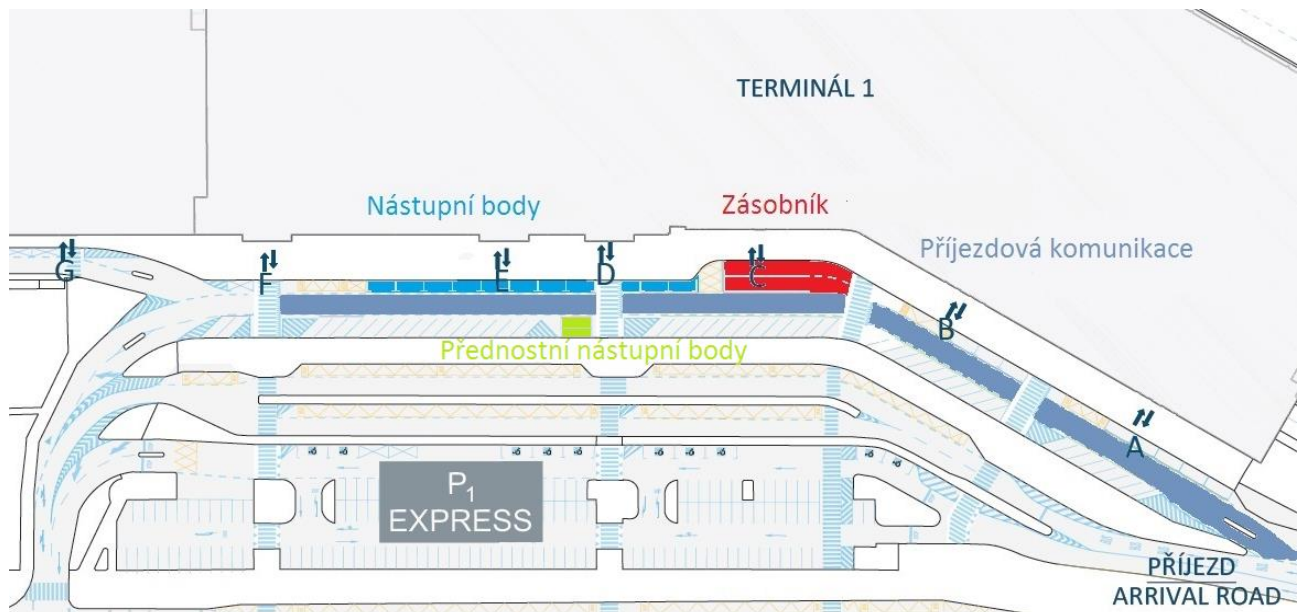 TERMINÁL 1
Nástupní body
Zásobník
Příjezdová komunikace
G
F
E
D
C
B
A
Přednostní nástupní body
P1
EXPRESS
PŘÍJEZD
ARRIVAL ROAD